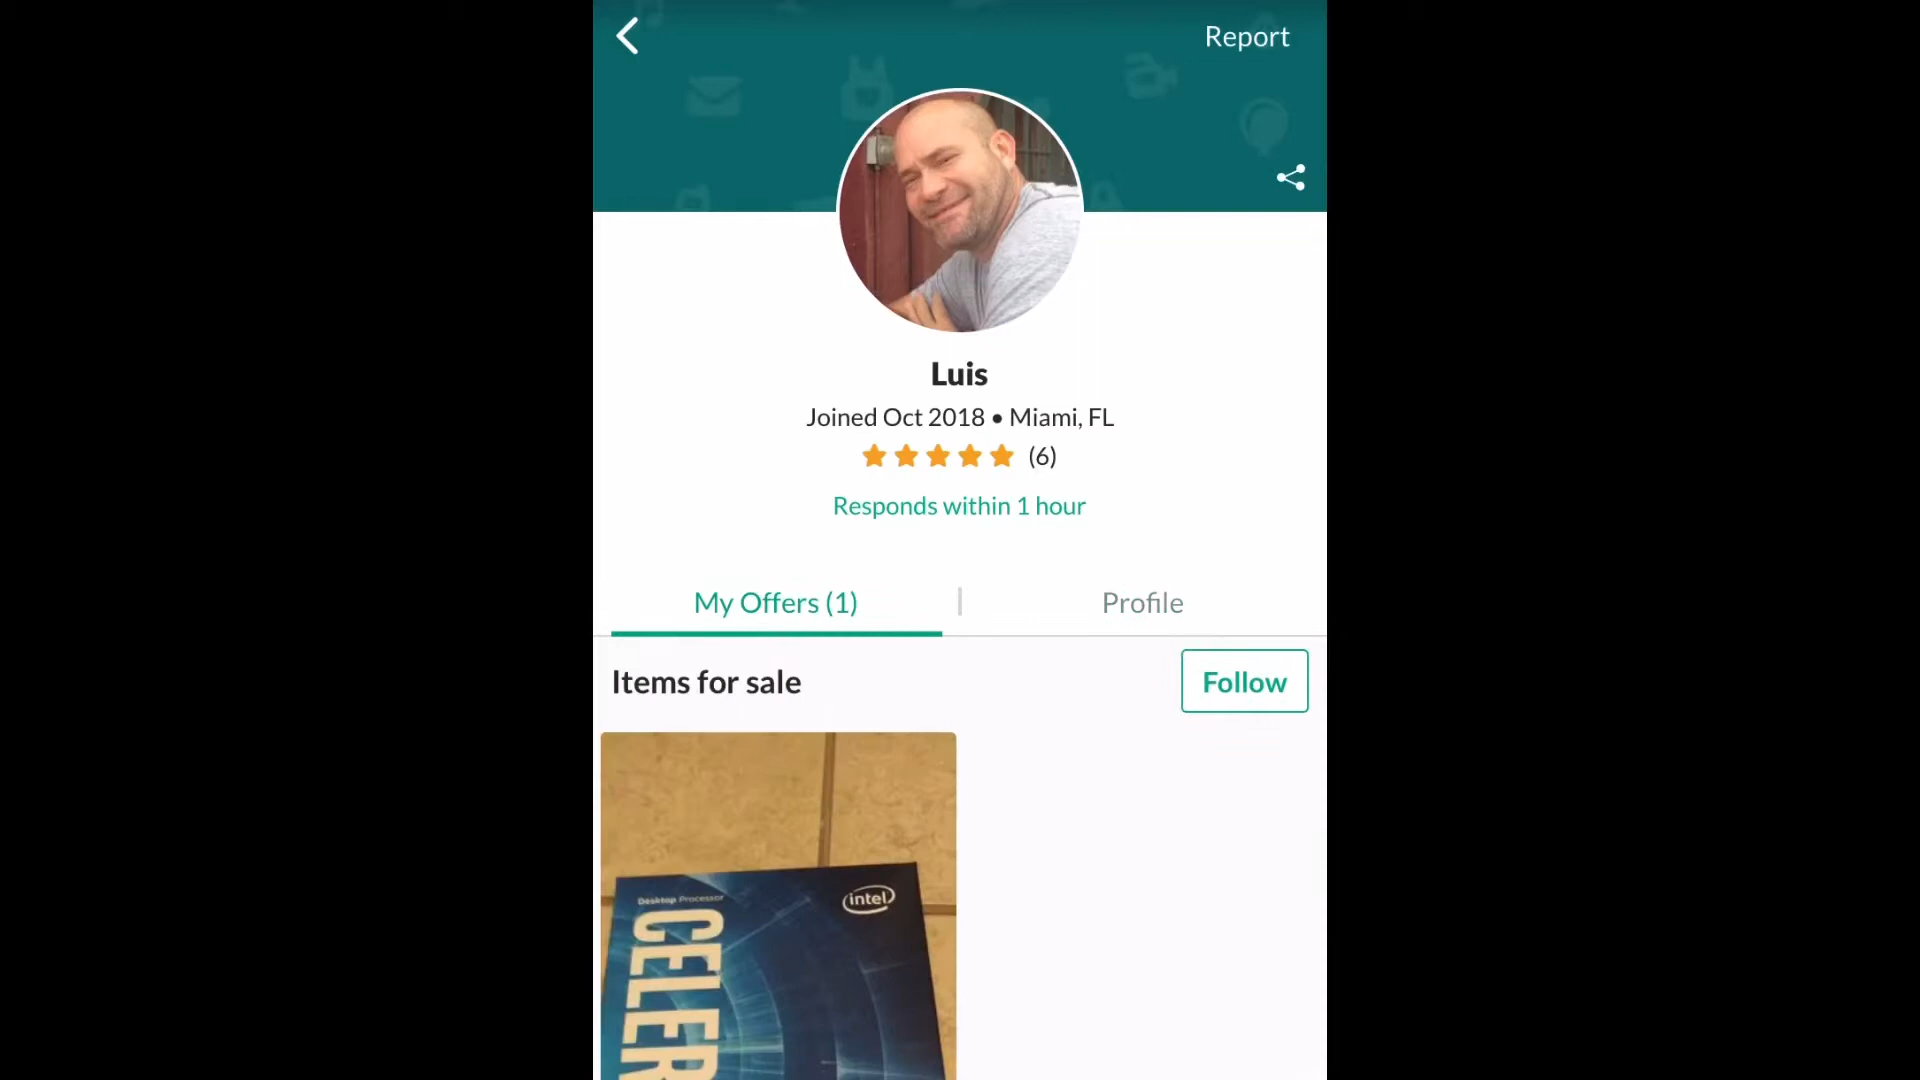 Report
Luis
Joined Oct 2018 • Miami, FL
(6)
Responds within 1 hour
My Offers (1)
Profile
Items for sale
Follow
Desktop Processor
intel
CELER